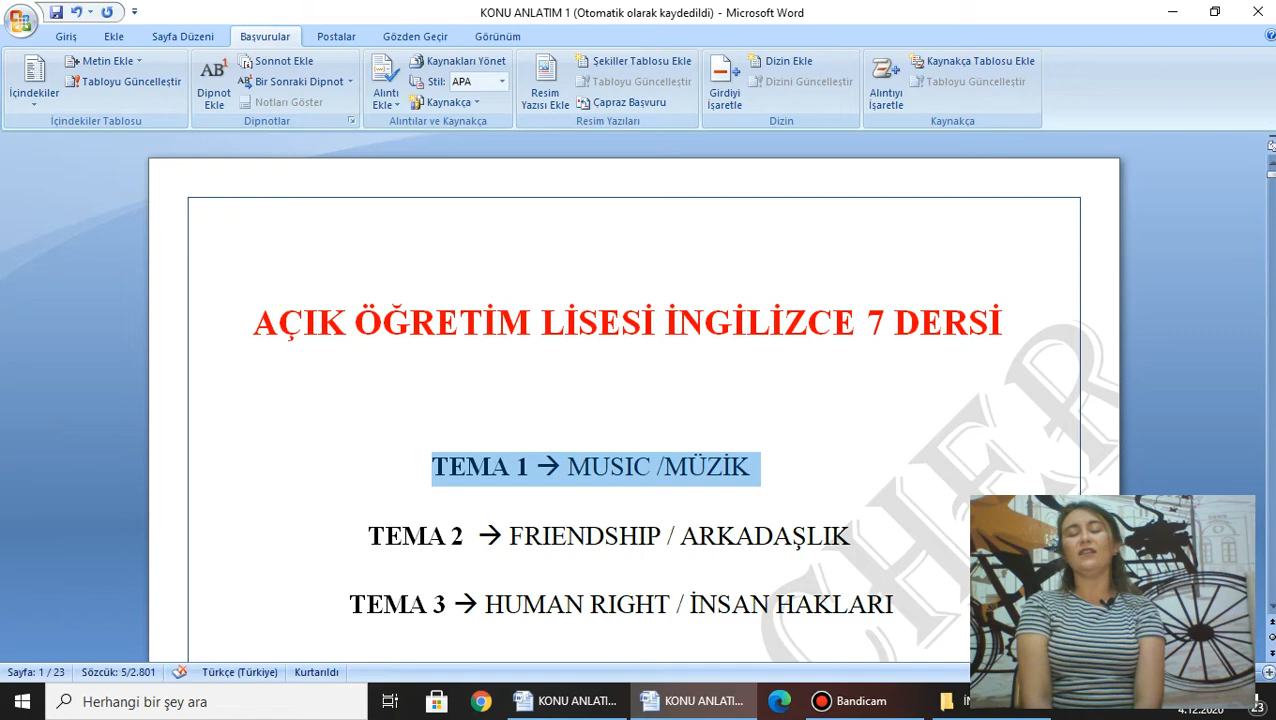 KONU ANLATIM 1 (Otomatik olarak kaydedildi) - Microsoft Word
Giriş Ekle Sayfa Düzeni Başvurular Postalar Gözden Geçir Görünüm
İçindekiler
Metin Ekle
Tabloyu Güncelleştir
İçindekiler Tablosu
AB1
Dipnot Ekle
Sonnot Ekle
Bir Sonraki Dipnot
Notları Göster
Dipnotlar
Alıntı Ekle
Kaynakları Yönet
Stil: APA
Kaynakça
Alıntılar ve Kaynakça
Resim Yazısı Ekle
Şekiller Tablosu Ekle
Tabloyu Güncelleştir
Çapraz Başvuru
Resim Yazıları
Girdiyi İşaretle
Dizin Ekle
Dizini Güncelleştir
Dizin
Alıntıyı İşaretle
Kaynakça Tablosu Ekle
Tabloyu Güncelleştir
Kaynakça
AÇIK ÖĞRETİM LİSESİ İNGİLİZCE 7 DERSİ
TEMA 1 → MUSIC /MÜZİK
TEMA 2 → FRIENDSHIP / ARKADAŞLIK
TEMA 3 → HUMAN RIGHT / İNSAN HAKLARI
CHER
Sayfa: 1 / 23 Sözcük: 5/2.801 Türkçe (Türkiye) Kurtarıldı
Herhangi bir şey ara KONU ANLATI... KONU ANLATI... Bandicam
4.12.2020